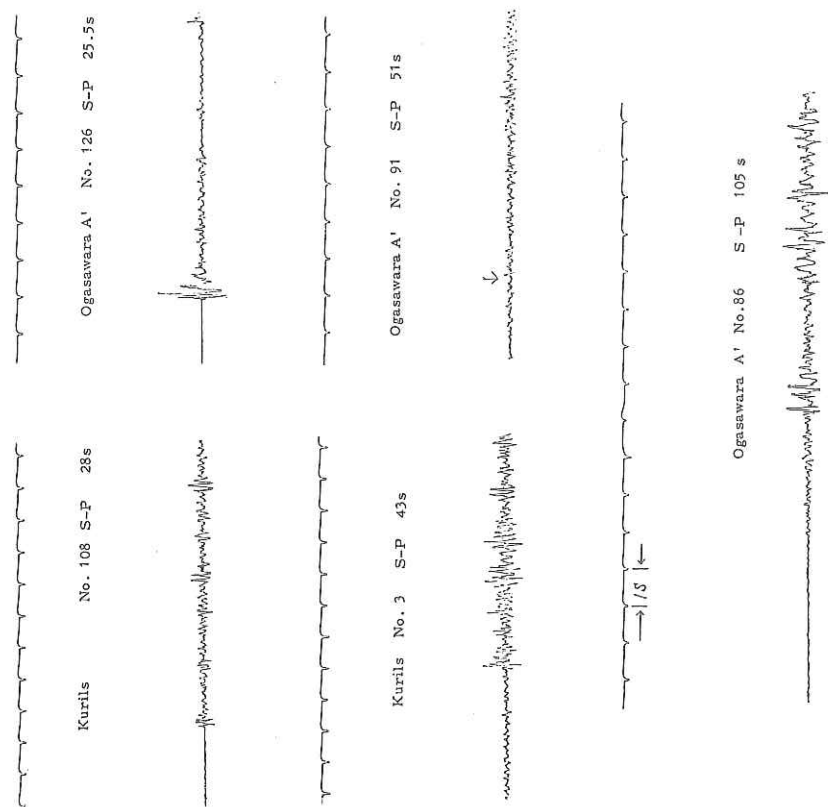 Ogasawara A' No. 126 S-P 25.5s
Ogasawara A' No. 91 S-P 51s
Ogasawara A' No.86 S-P 105 s
Kurils No. 108 S-P 28s
Kurils No. 3 S-P 43s
→|1S|←